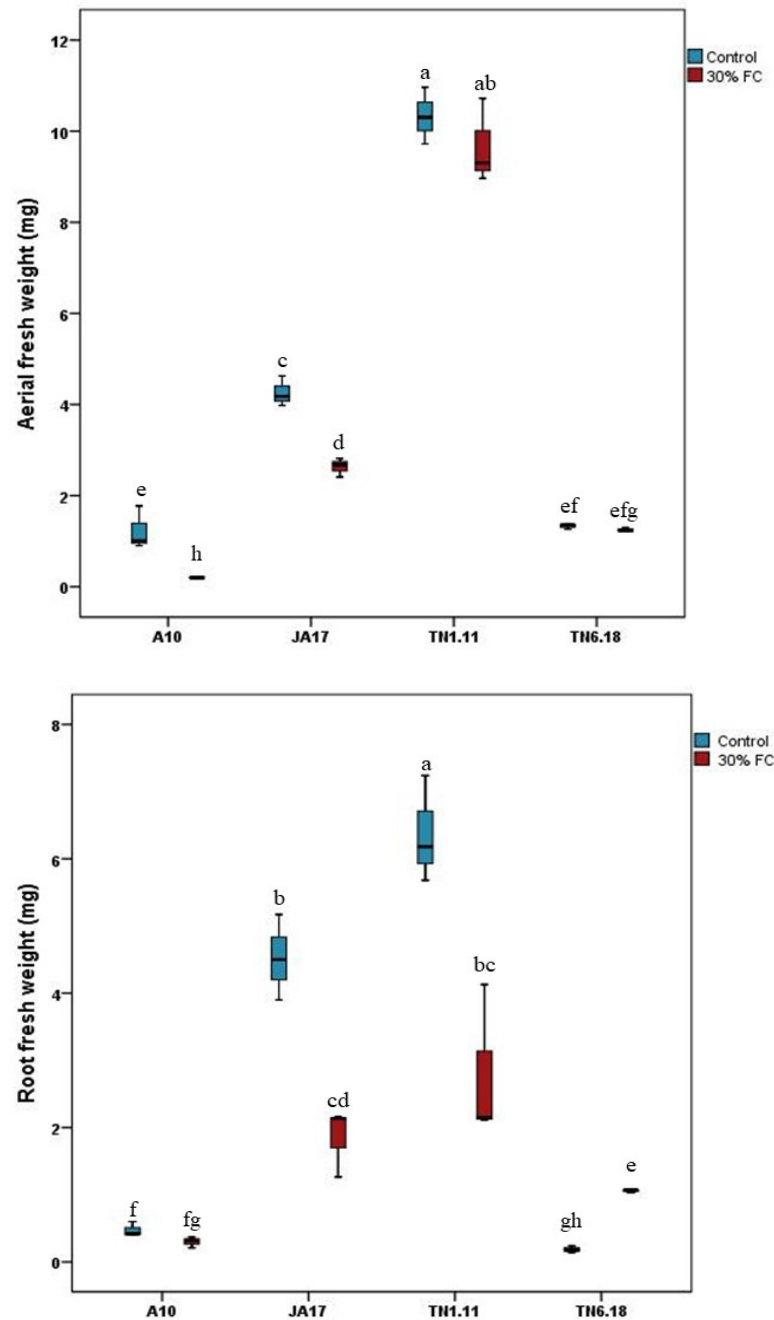 12
Control
30% FC
a
ab
10
8
Aerial fresh weight (mg)
6
c
4
d
e
ef
efg
2
h
0
A10 JA17 TN1.11 TN6.18
8
Control
30% FC
a
6
b
Root fresh weight (mg)
bc
4
cd
2
e
f
fg
gh
0
A10 JA17 TN1.11 TN6.18